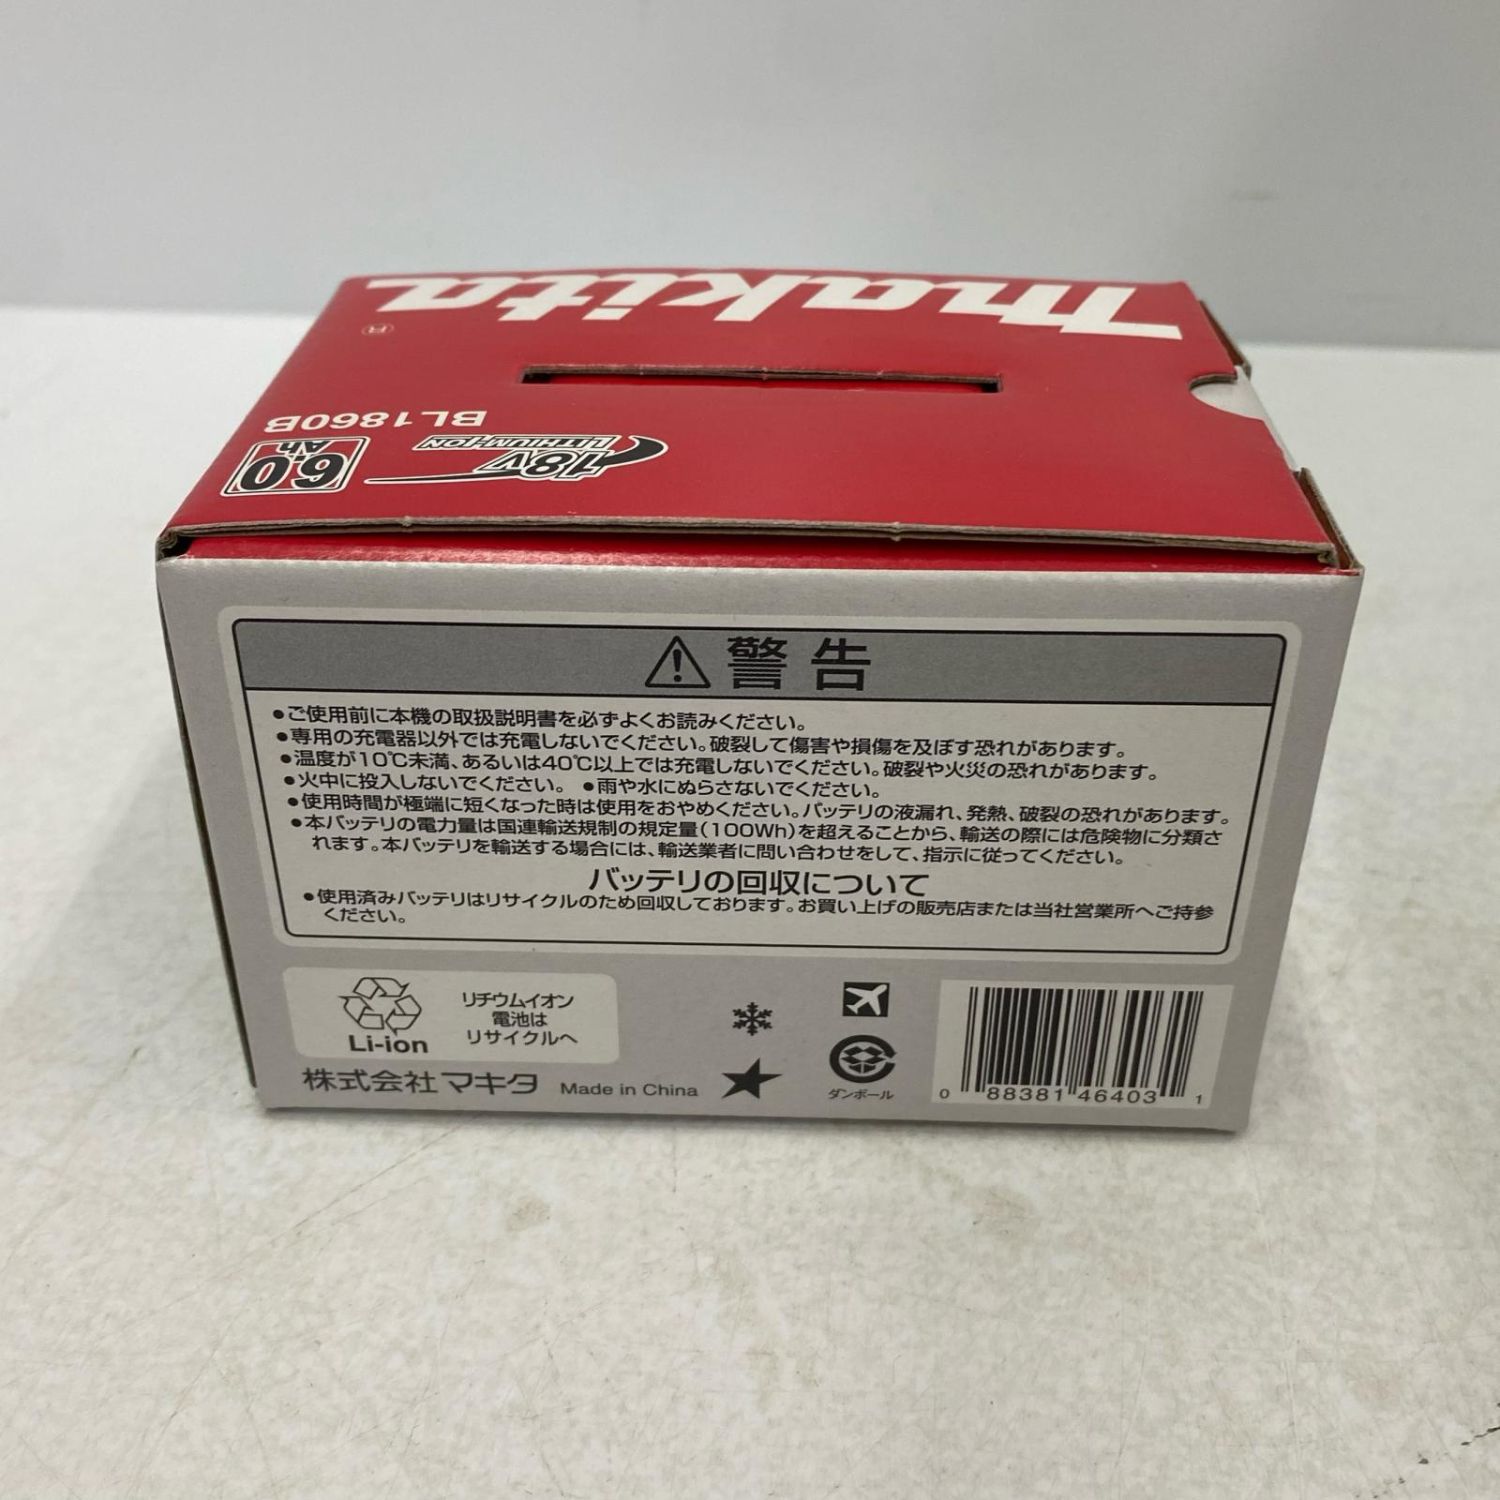 makita
®
BL1860B
18V
LITHIUM-ION
6.0
Ah
警告
●ご使用前に本機の取扱説明書を必ずよくお読みください。
●専用の充電器以外では充電しないでください。破裂して傷害や損傷を及ぼす恐れがあります。
●温度が10℃未満、あるいは40℃以上では充電しないでください。破裂や火災の恐れがあります。
●火中に投入しないでください。 ●雨や水にぬらさないでください。
●使用時間が極端に短くなった時は使用をおやめください。バッテリの液漏れ、発熱、破裂の恐れがあります。
●本バッテリの電力量は国連輸送規制の規定量(100Wh)を超えることから、輸送の際には危険物に分類さ
れます。本バッテリを輸送する場合には、輸送業者に問い合わせをして、指示に従ってください。
バッテリの回収について
●使用済みバッテリはリサイクルのため回収しております。お買い上げの販売店または当社営業所へご持参
ください。
Li-ion
リチウムイオン
電池は
リサイクルへ
株式会社マキタ Made in China
ダンボール
0 88381 46403 1